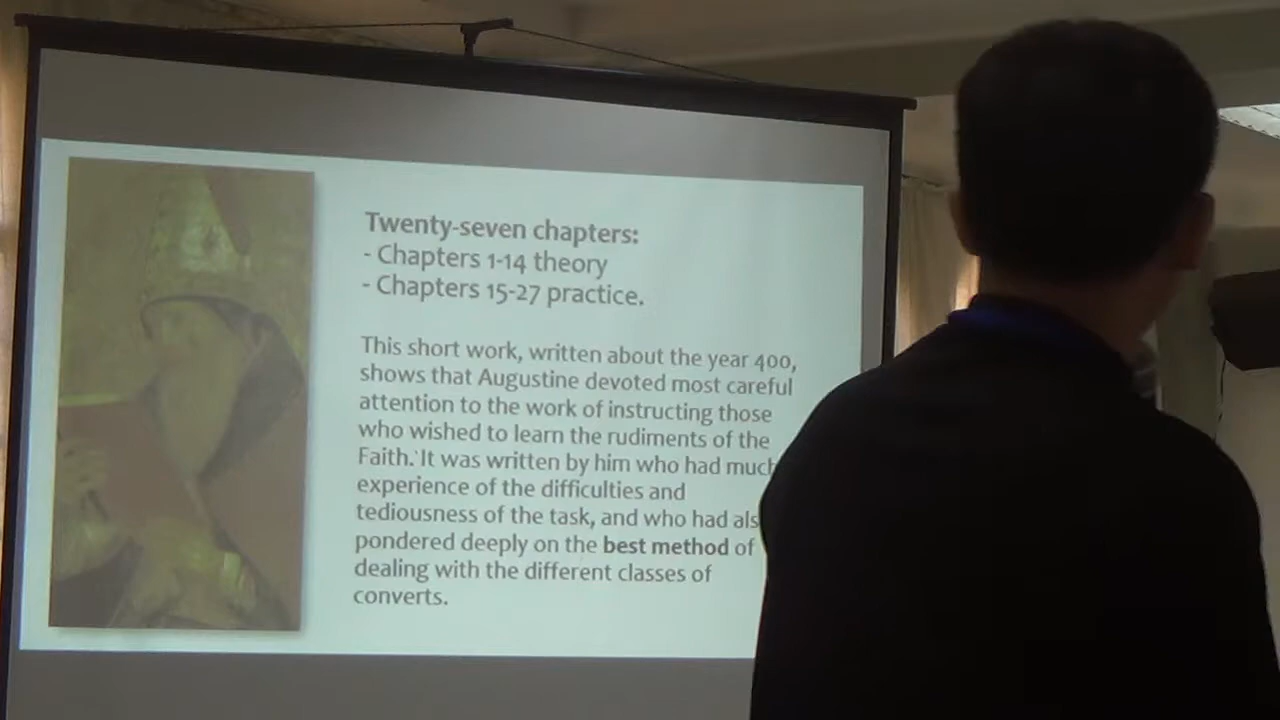 Twenty-seven chapters:
- Chapters 1-14 theory
- Chapters 15-27 practice.
This short work, written about the year 400,
shows that Augustine devoted most careful
attention to the work of instructing those
who wished to learn the rudiments of the
Faith. It was written by him who had much
experience of the difficulties and
tediousness of the task, and who had als
pondered deeply on the best method of
dealing with the different classes of
converts.